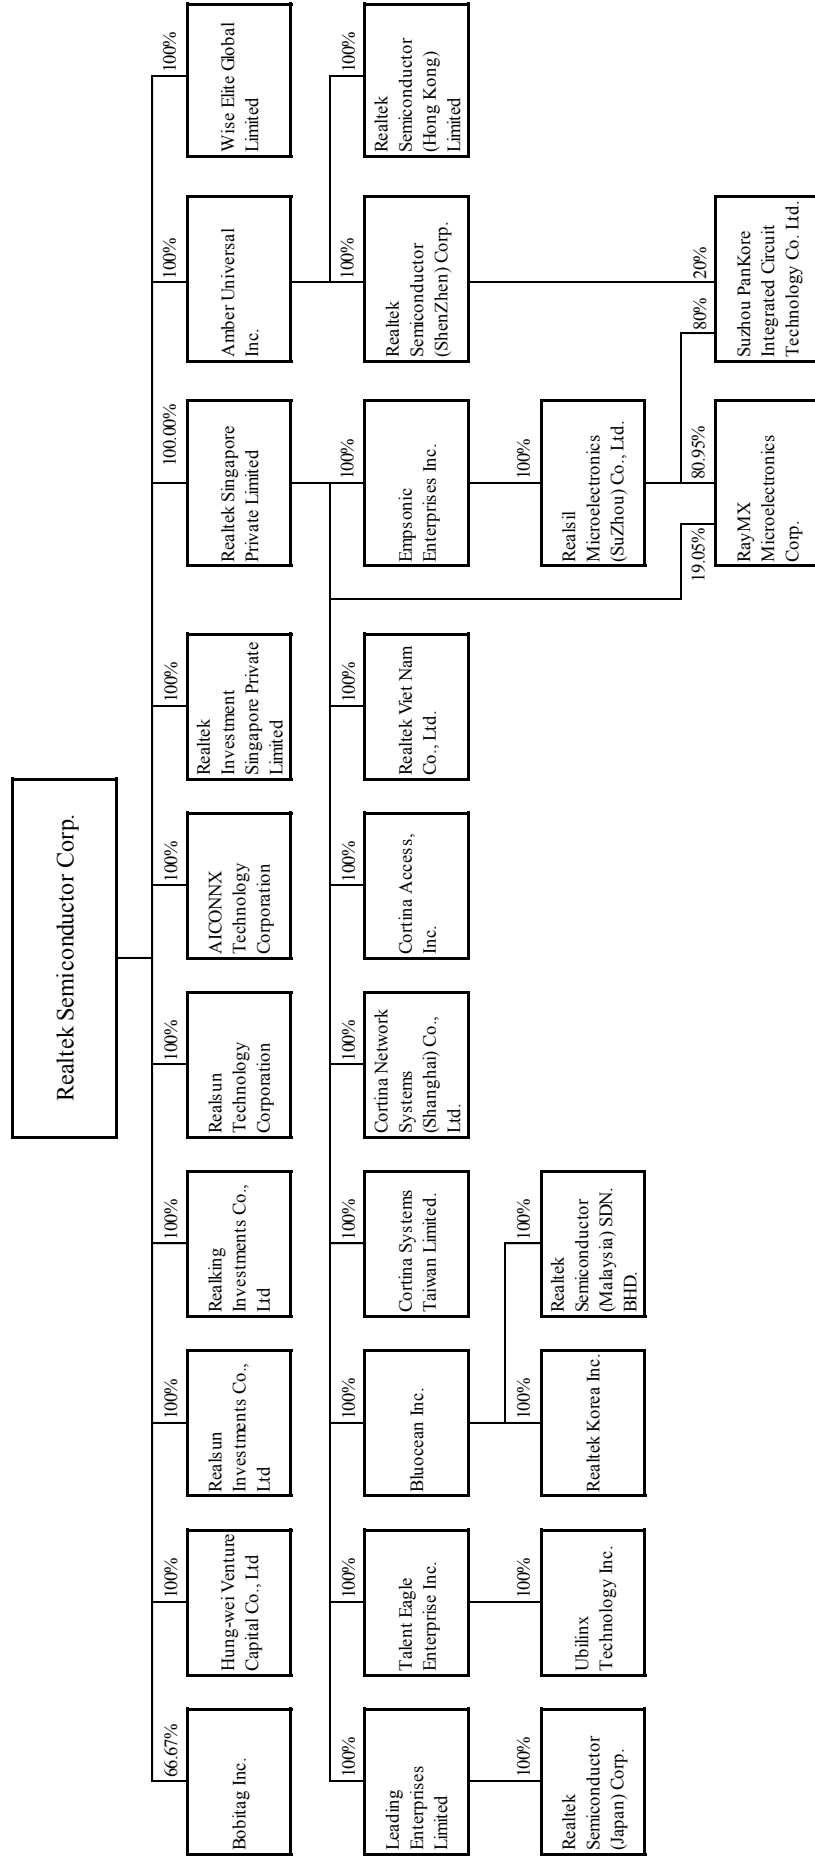 Realtek Semiconductor Corp.
66.67%
100%
100%
100%
100%
100%
100%
100.00%
100%
100%
Bobitag Inc.
Hung-wei Venture
Capital Co., Ltd
Realsun
Investments Co.,
Ltd
Realking
Investments Co.,
Ltd
Realsun
Technology
Corporation
AICONNX
Technology
Corporation
Realtek
Investment
Singapore Private
Limited
Realtek Singapore
Private Limited
Amber Universal
Inc.
Wise Elite Global
Limited
100%
100%
100%
100%
100%
100%
100%
100%
100%
100%
Leading
Enterprises
Limited
Talent Eagle
Enterprise Inc.
Bluocean Inc.
Cortina Systems
Taiwan Limited.
Cortina Network
Systems
(Shanghai) Co.,
Ltd.
Cortina Access,
Inc.
Realtek Viet Nam
Co., Ltd.
Empsonic
Enterprises Inc.
Realtek
Semiconductor
(ShenZhen) Corp.
Realtek
Semiconductor
(Hong Kong)
Limited
100%
100%
100%
100%
100%
Realtek
Semiconductor
(Japan) Corp.
Ubilinx
Technology Inc.
Realtek Korea Inc.
Realtek
Semiconductor
(Malaysia) SDN.
BHD.
Realsil
Microelectronics
(SuZhou) Co., Ltd.
19.05%
80.95%
80%
20%
RayMX
Microelectronics
Corp.
Suzhou PanKore
Integrated Circuit
Technology Co. Ltd.